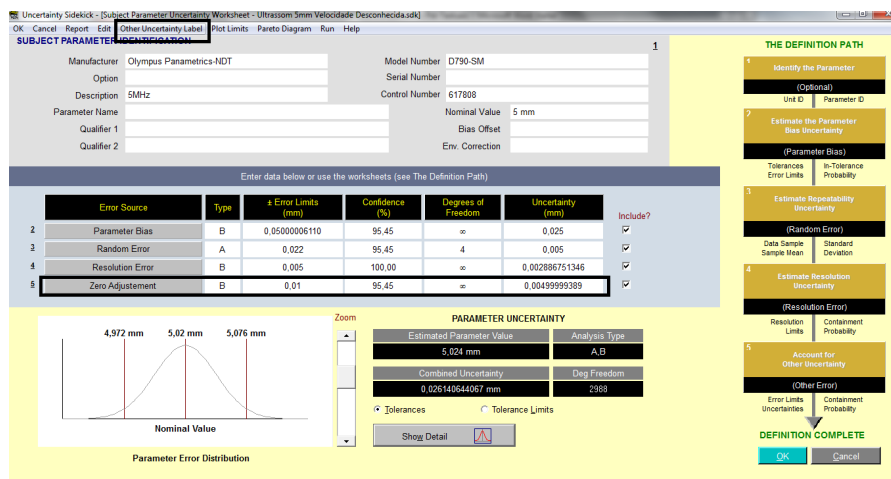 Uncertainty Sidekick - [Subject Parameter Uncertainty Worksheet - Ultrassom 5mm Velocidade Desconhecida.sdk]
OK Cancel Report Edit Other Uncertainty Label Plot Limits Pareto Diagram Run Help
SUBJECT PARAMETER IDENTIFICATION
1
Manufacturer Olympus Panametrics-NDT Model Number D790-SM
Option Serial Number
Description 5MHz Control Number 617808
Parameter Name Nominal Value 5 mm
Qualifier 1 Bias Offset
Qualifier 2 Env. Correction
Enter data below or use the worksheets (see The Definition Path)
Error Source Type ± Error Limits (mm) Confidence (%) Degrees of Freedom Uncertainty (mm) Include?
2 Parameter Bias B 0,05000006110 95,45 ∞ 0,025
3 Random Error A 0,022 95,45 4 0,005
4 Resolution Error B 0,005 100,00 ∞ 0,002886751346
5 Zero Adjustement B 0,01 95,45 ∞ 0,00499999389
4,972 mm 5,02 mm 5,076 mm
Nominal Value
Parameter Error Distribution
Zoom
PARAMETER UNCERTAINTY
Estimated Parameter Value Analysis Type
5,024 mm A,B
Combined Uncertainty Deg Freedom
0,026140644067 mm 2988
Tolerances Tolerance Limits
Show Detail
THE DEFINITION PATH
1 Identify the Parameter
(Optional)
Unit ID Parameter ID
2 Estimate the Parameter
Bias Uncertainty
(Parameter Bias)
Tolerances In-Tolerance
Error Limits Probability
3 Estimate Repeatability
Uncertainty
(Random Error)
Data Sample Standard
Sample Mean Deviation
4 Estimate Resolution
Uncertainty
(Resolution Error)
Resolution Containment
Limits Probability
5 Account for
Other Uncertainty
(Other Error)
Error Limits Containment
Uncertainties Probability
DEFINITION COMPLETE
OK Cancel